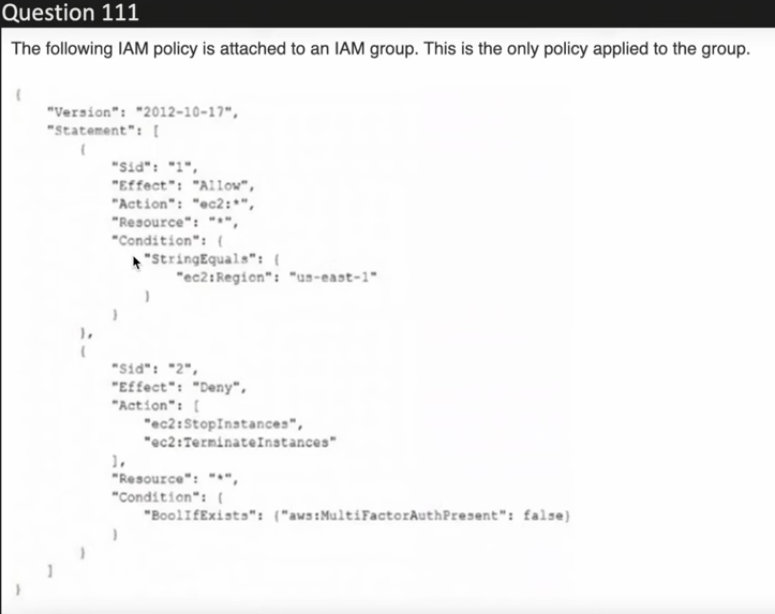 Question 111
The following IAM policy is attached to an IAM group. This is the only policy applied to the group.
{
"Version": "2012-10-17",
"Statement": [
{
"Sid": "1",
"Effect": "Allow",
"Action": "ec2:*",
"Resource": "*",
"Condition": {
"StringEquals": {
"ec2:Region": "us-east-1"
}
}
},
{
"Sid": "2",
"Effect": "Deny",
"Action": [
"ec2:StopInstances",
"ec2:TerminateInstances"
],
"Resource": "*",
"Condition": {
"BoolIfExists": {"aws:MultiFactorAuthPresent": false}
}
}
]
}